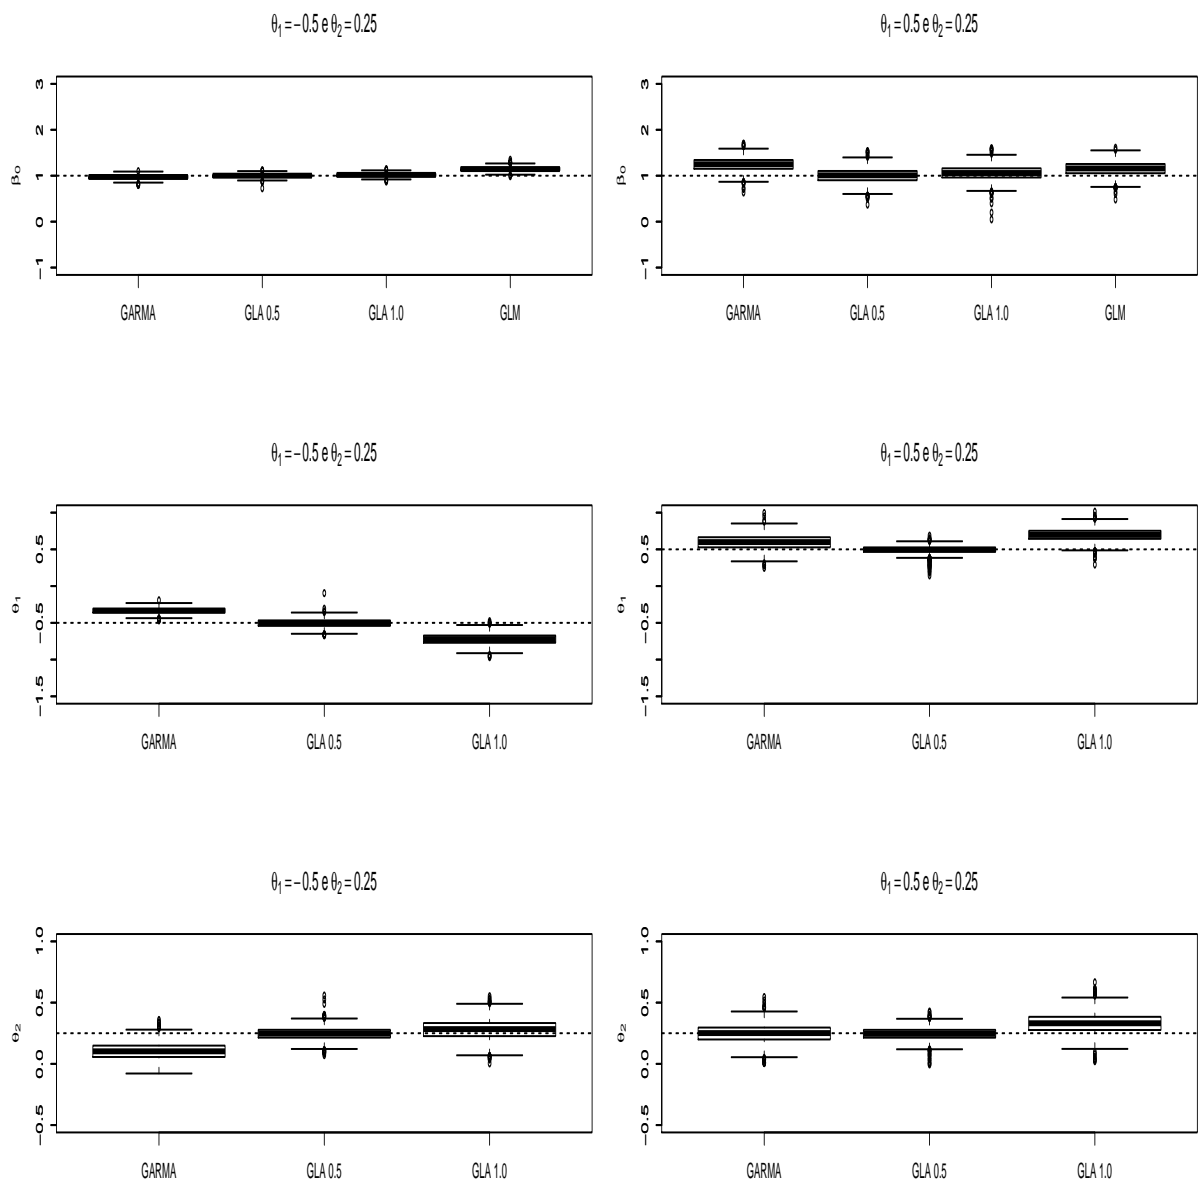 θ₁ = −0.5 e θ₂ = 0.25
3
2
1
0
−1
β₀
GARMA GLA 0.5 GLA 1.0 GLM
θ₁ = 0.5 e θ₂ = 0.25
3
2
1
0
−1
β₀
GARMA GLA 0.5 GLA 1.0 GLM
θ₁ = −0.5 e θ₂ = 0.25
0.5
−0.5
−1.5
θ₁
GARMA GLA 0.5 GLA 1.0
θ₁ = 0.5 e θ₂ = 0.25
0.5
−0.5
−1.5
θ₁
GARMA GLA 0.5 GLA 1.0
θ₁ = −0.5 e θ₂ = 0.25
1.0
0.5
0.0
−0.5
θ₂
GARMA GLA 0.5 GLA 1.0
θ₁ = 0.5 e θ₂ = 0.25
1.0
0.5
0.0
−0.5
θ₂
GARMA GLA 0.5 GLA 1.0